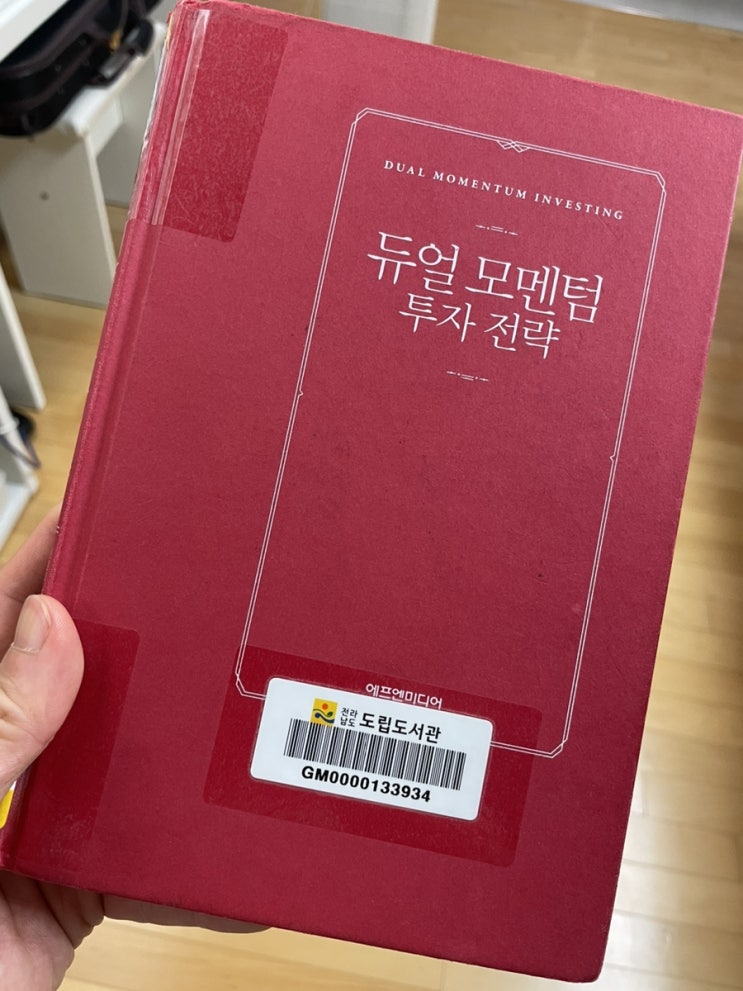 DUAL MOMENTUM INVESTING
듀얼 모멘텀
투자 전략
에프엔미디어
전라
남도 도립도서관
GM0000133934